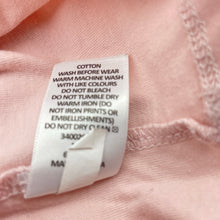 COTTON
WASH BEFORE WEAR
WARM MACHINE WASH
WITH LIKE COLOURS
DO NOT BLEACH
DO NOT TUMBLE DRY
WARM IRON (DO
NOT IRON PRINTS OR
EMBELLISHMENTS)
DO NOT DRY CLEAN